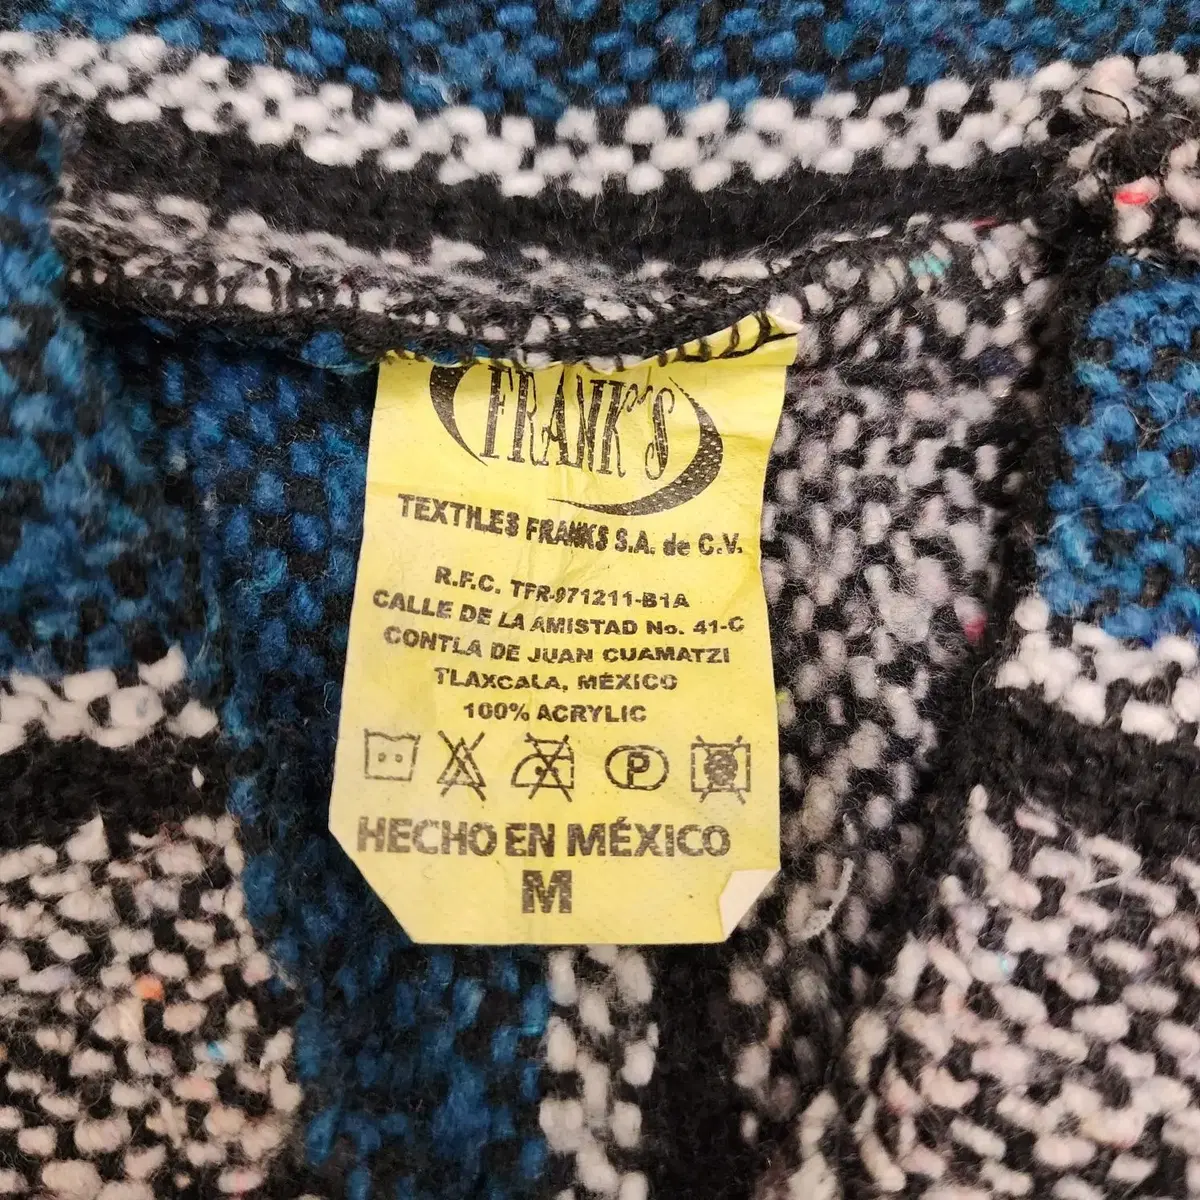 FRANK'S
TEXTILES FRANKS S.A. de C.V.
R.F.C. TFR-971211-B1A
CALLE DE LA AMISTAD No. 41-C
CONTLA DE JUAN CUAMATZI
TLAXCALA, MÉXICO
100% ACRYLIC
P
HECHO EN MÉXICO
M